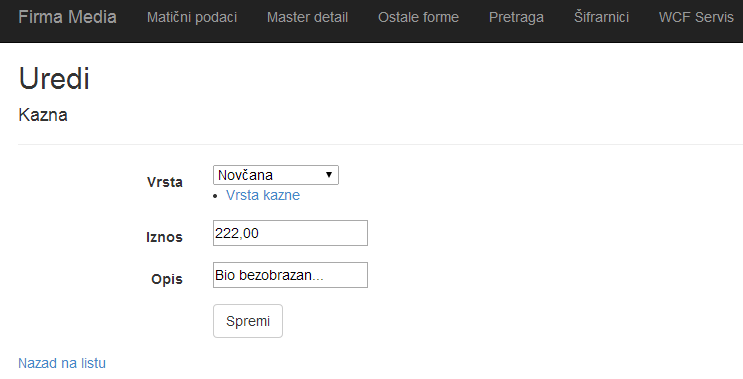 Firma Media Matični podaci Master detail Ostale forme Pretraga Šifrarnici WCF Servis
Uredi
Kazna
Vrsta Novčana
• Vrsta kazne
Iznos 222,00
Opis Bio bezobrazan...
Spremi
Nazad na listu